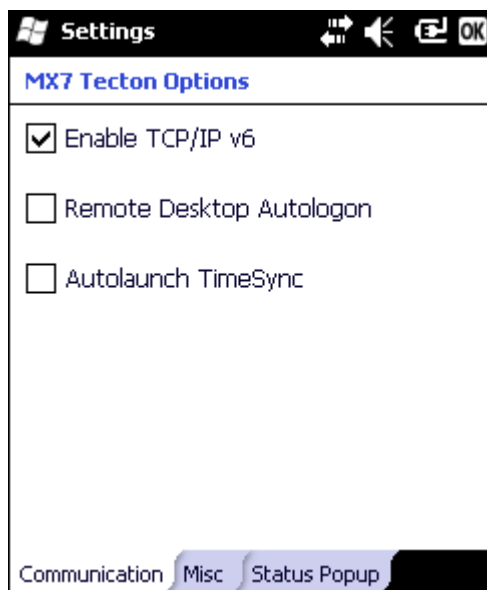 Settings OK
MX7 Tecton Options
Enable TCP/IP v6
Remote Desktop Autologon
Autolaunch TimeSync
Communication Misc Status Popup